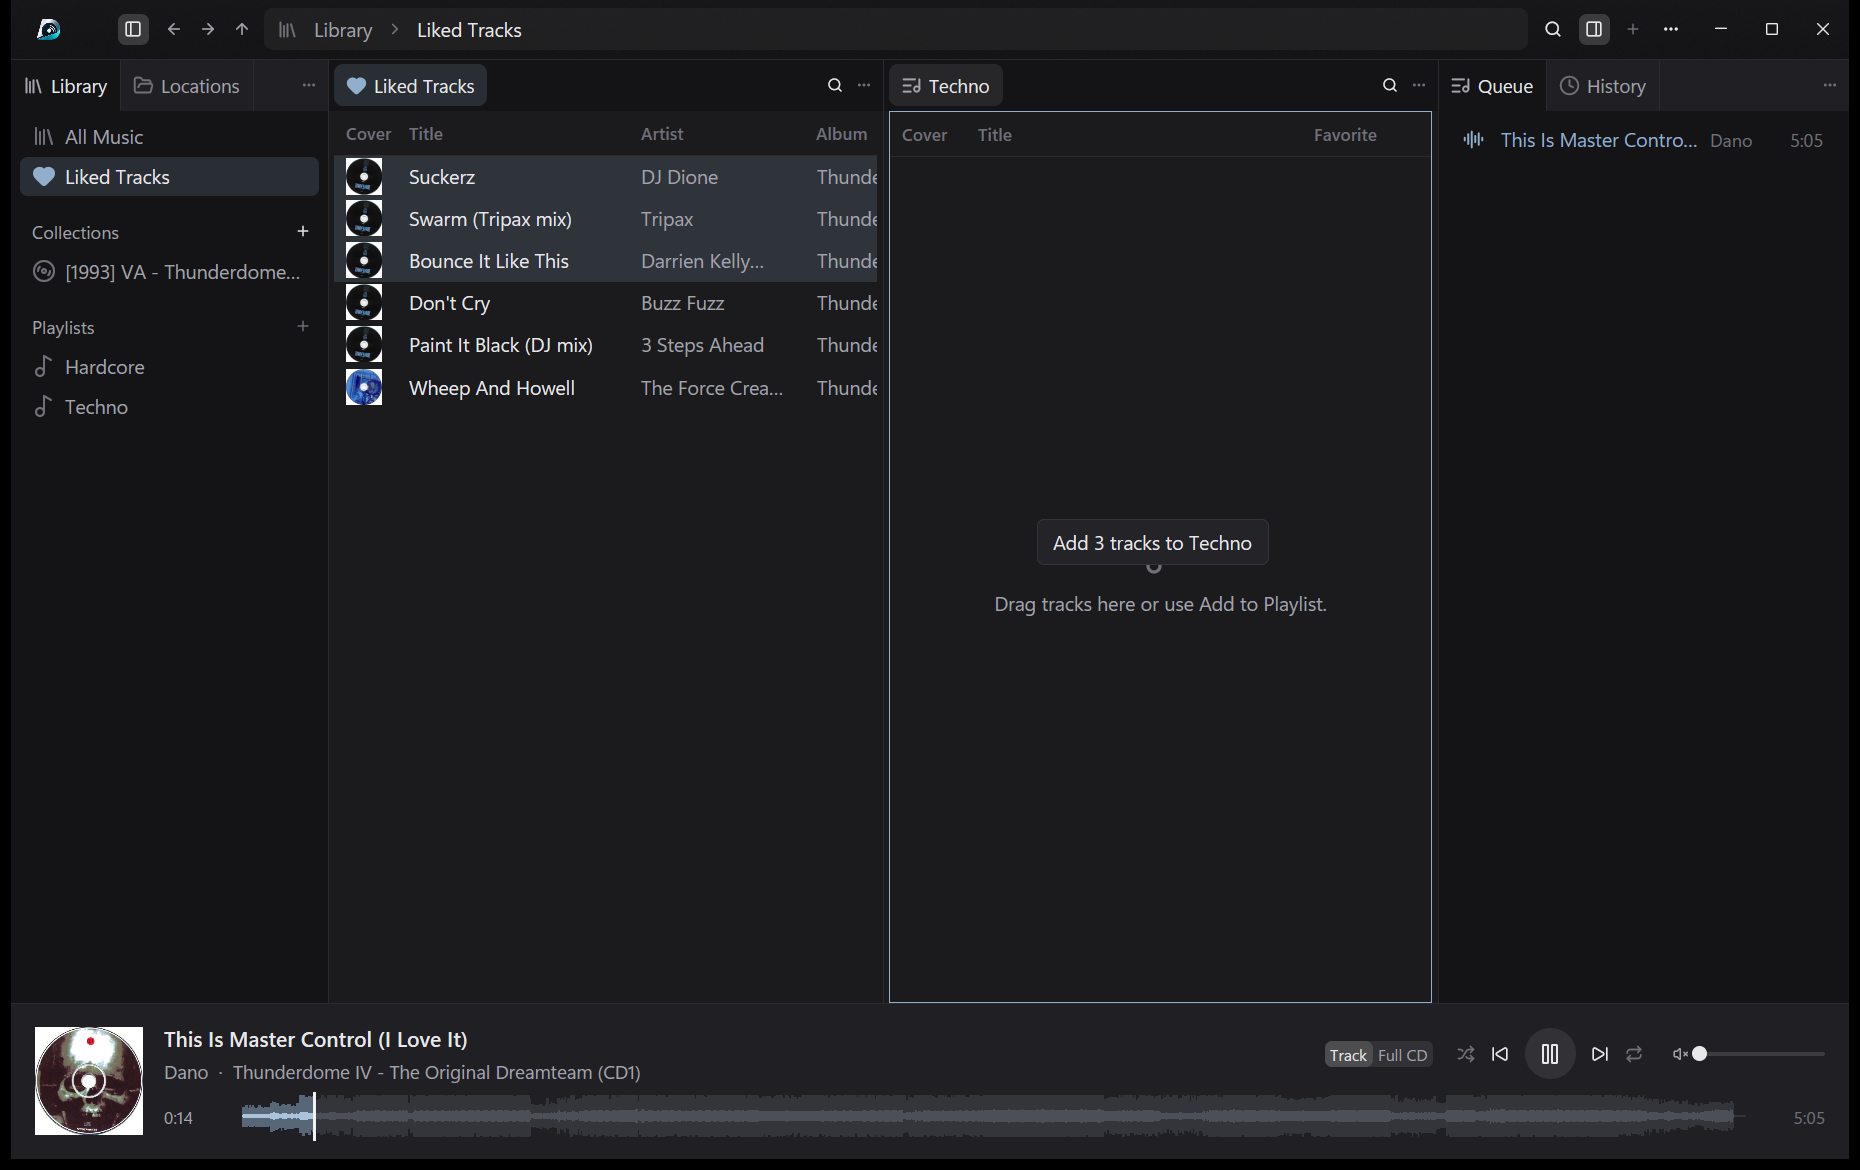 Library > Liked Tracks
Library
Locations
All Music
Liked Tracks
Collections
[1993] VA - Thunderdome...
Playlists
Hardcore
Techno
Liked Tracks
Cover Title Artist Album
Suckerz DJ Dione Thunde
Swarm (Tripax mix) Tripax Thunde
Bounce It Like This Darrien Kelly... Thunde
Don't Cry Buzz Fuzz Thunde
Paint It Black (DJ mix) 3 Steps Ahead Thunde
Wheep And Howell The Force Crea... Thunde
Techno
Cover Title Favorite
Add 3 tracks to Techno
Drag tracks here or use Add to Playlist.
Queue
History
This Is Master Contro... Dano 5:05
This Is Master Control (I Love It)
Dano · Thunderdome IV - The Original Dreamteam (CD1)
0:14
Track Full CD
5:05